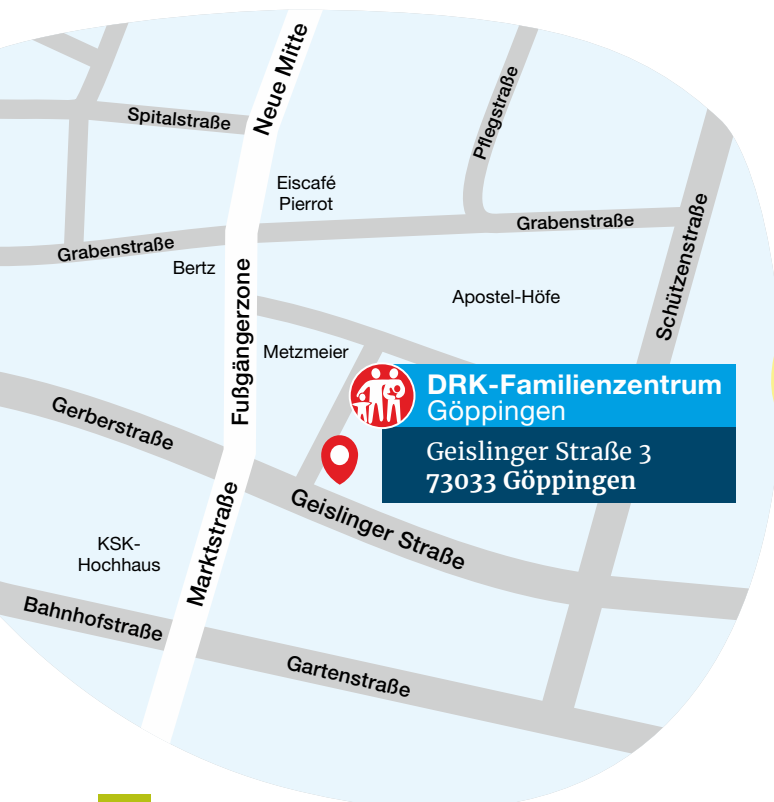 Neue Mitte
Pflegstraße
Spitalstraße
Eiscafé
Pierrot
Grabenstraße
Grabenstraße
Bertz
Schützenstraße
Apostel-Höfe
Fußgängerzone
Metzmeier
DRK-Familienzentrum
Göppingen
Geislinger Straße 3
73033 Göppingen
Gerberstraße
Geislinger Straße
Marktstraße
KSK-
Hochhaus
Bahnhofstraße
Gartenstraße